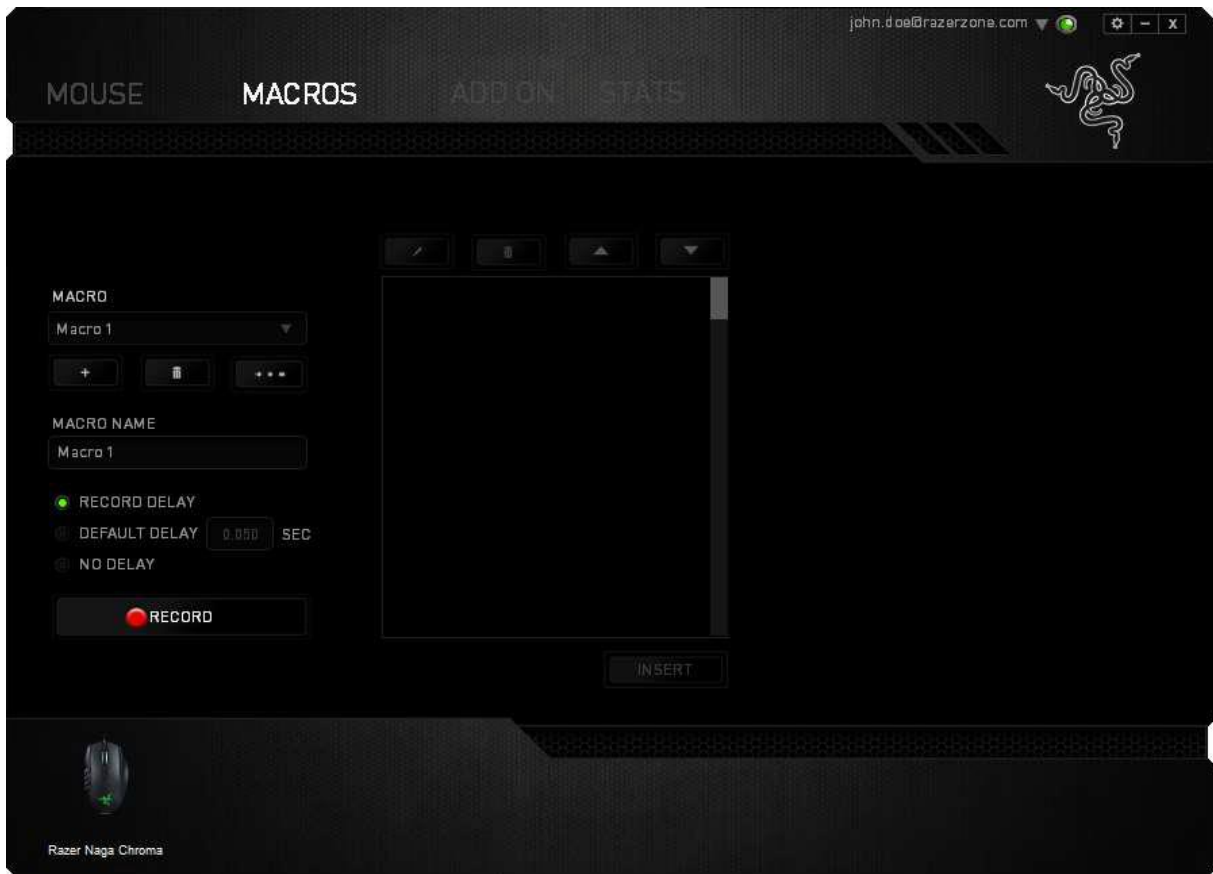 john.doe@razerzone.com
MOUSE MACROS ADD ON STATS
MACRO
Macro 1
MACRO NAME
Macro 1
RECORD DELAY
DEFAULT DELAY 0.050 SEC
NO DELAY
RECORD
INSERT
Razer Naga Chroma